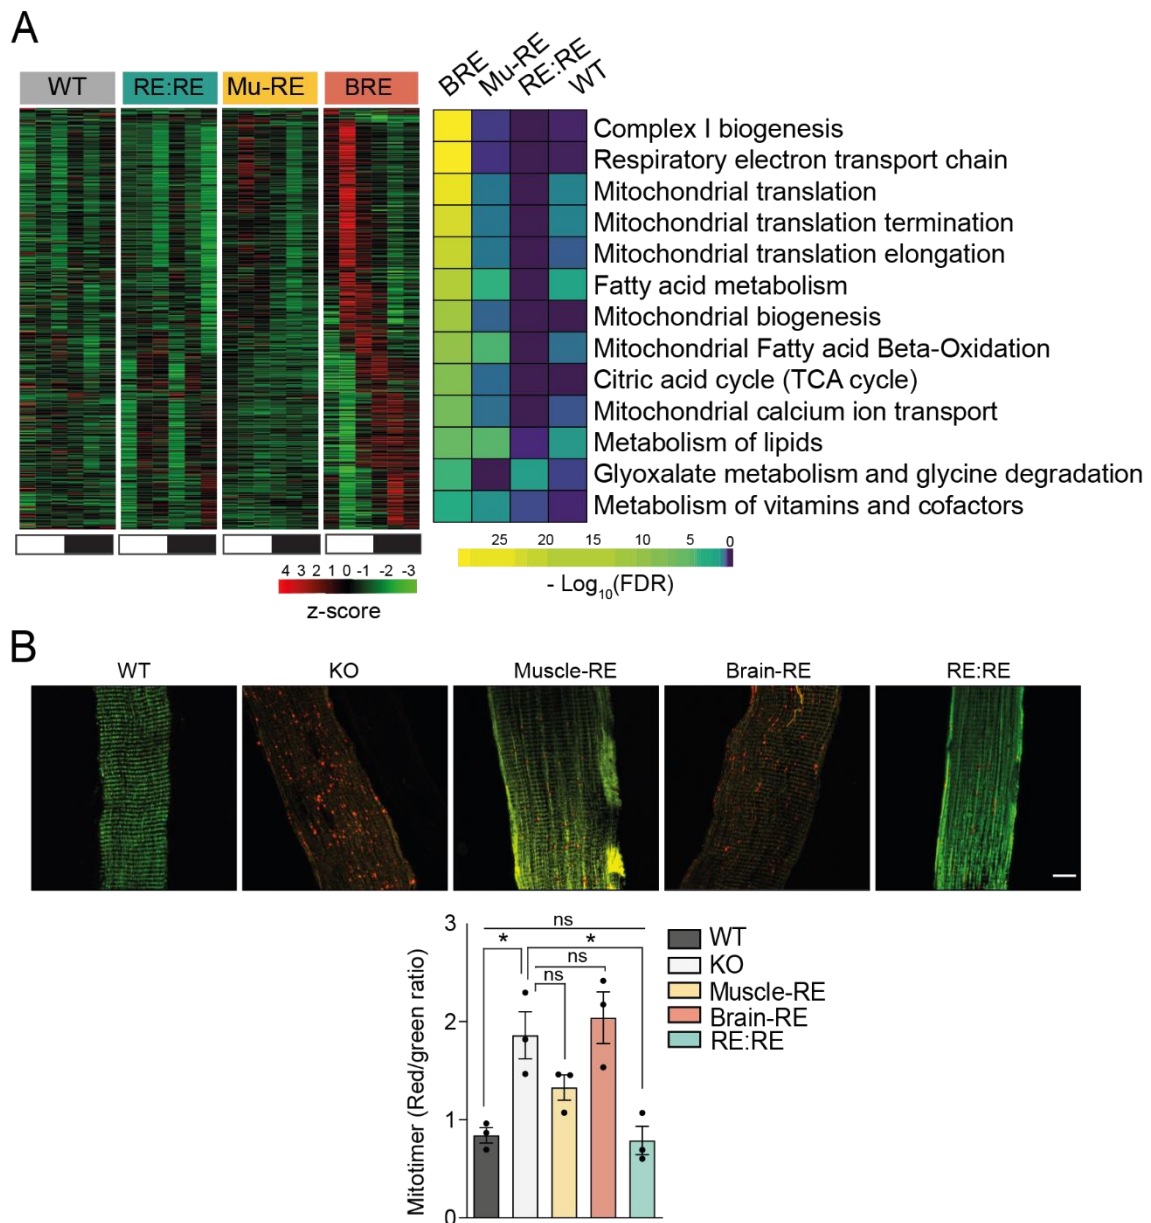 A
WT RE:RE Mu-RE BRE
BRE Mu-RE RE:RE WT
Complex I biogenesis
Respiratory electron transport chain
Mitochondrial translation
Mitochondrial translation termination
Mitochondrial translation elongation
Fatty acid metabolism
Mitochondrial biogenesis
Mitochondrial Fatty acid Beta-Oxidation
Citric acid cycle (TCA cycle)
Mitochondrial calcium ion transport
Metabolism of lipids
Glyoxalate metabolism and glycine degradation
Metabolism of vitamins and cofactors
4 3 2 1 0 -1 -2 -3
z-score
25 20 15 10 5 0
- Log10(FDR)
B
WT KO Muscle-RE Brain-RE RE:RE
Mitotimer (Red/green ratio)
3
2
1
0
ns
* *
ns
ns
WT
KO
Muscle-RE
Brain-RE
RE:RE